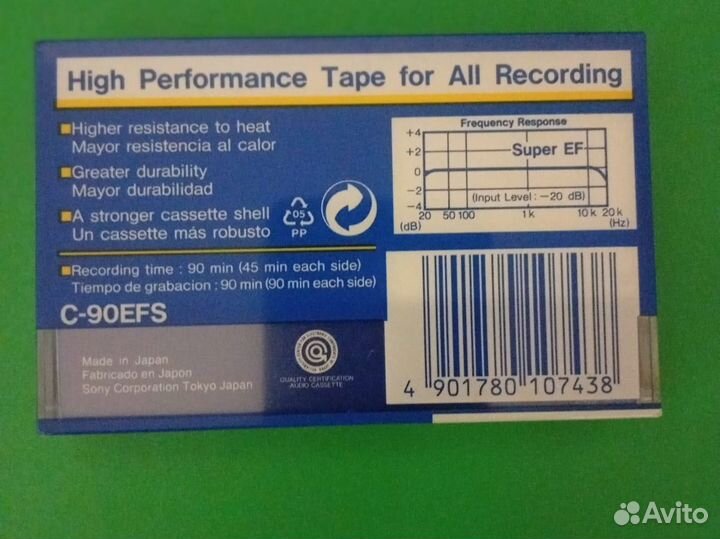 High Performance Tape for All Recording
Higher resistance to heat
Mayor resistencia al calor
Greater durability
Mayor durabilidad
A stronger cassette shell
Un cassette más robusto
05
PP
Frequency Response
+4
+2
0
-2
-4
(dB)
Super EF
(Input Level : -20 dB)
20 50 100 1k 10k 20k
(Hz)
Recording time : 90 min (45 min each side)
Tiempo de grabacion : 90 min (90 min each side)
C-90EFS
Made in Japan
Fabricado en Japon
Sony Corporation Tokyo Japan
QUALITY CERTIFICATION
AUDIO CASSETTE
4 901780 107438
Avito